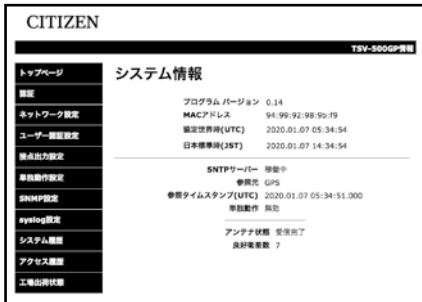 CITIZEN
TSV-500GP情報
トップページ
認証
ネットワーク設定
ユーザー認証設定
接点出力設定
単独動作設定
SNMP設定
syslog設定
システム履歴
アクセス履歴
工場出荷状態
システム情報
プログラム バージョン 0.14
MACアドレス 94:99:92:98:9b:f9
協定世界時(UTC) 2020.01.07 05:34:54
日本標準時(JST) 2020.01.07 14:34:54
SNTPサーバー 稼働中
参照元 GPS
参照タイムスタンプ(UTC) 2020.01.07 05:34:51.000
単独動作 無効
アンテナ状態 受信完了
良好衛星数 7